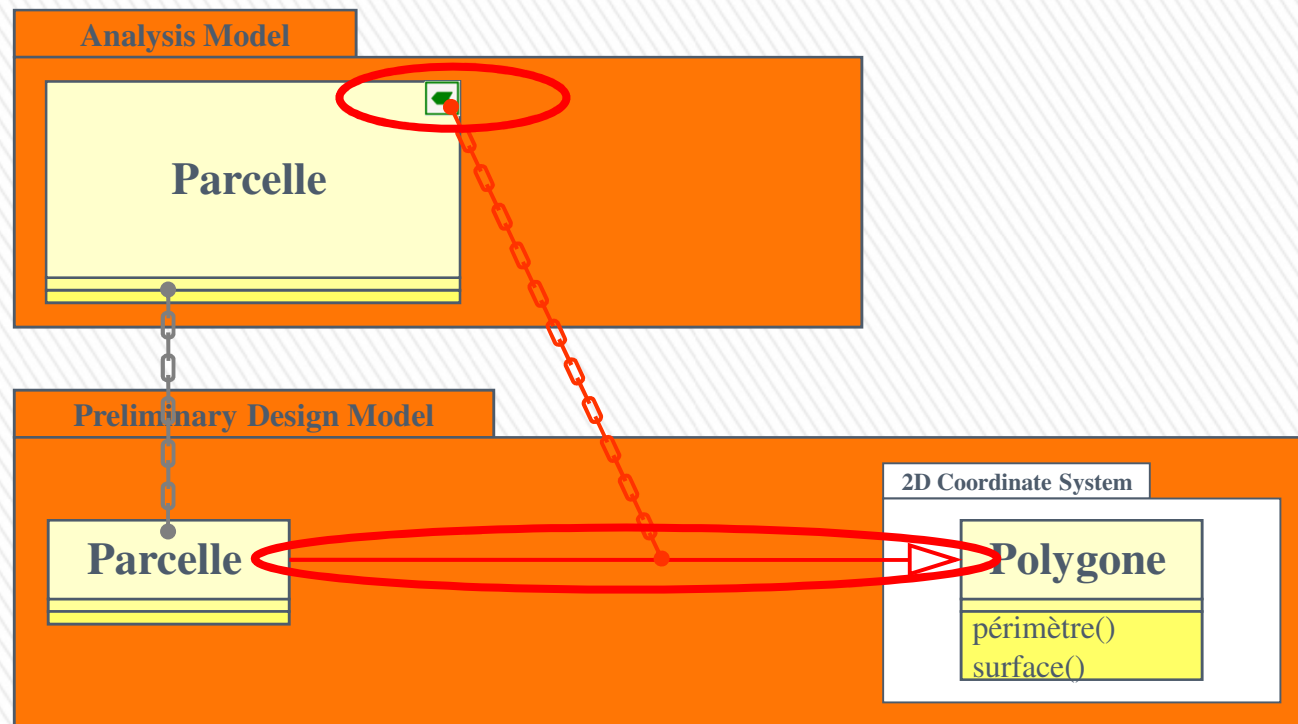 Analysis Model
Parcelle
Preliminary Design Model
2D Coordinate System
Parcelle
Polygone
périmètre()
surface()